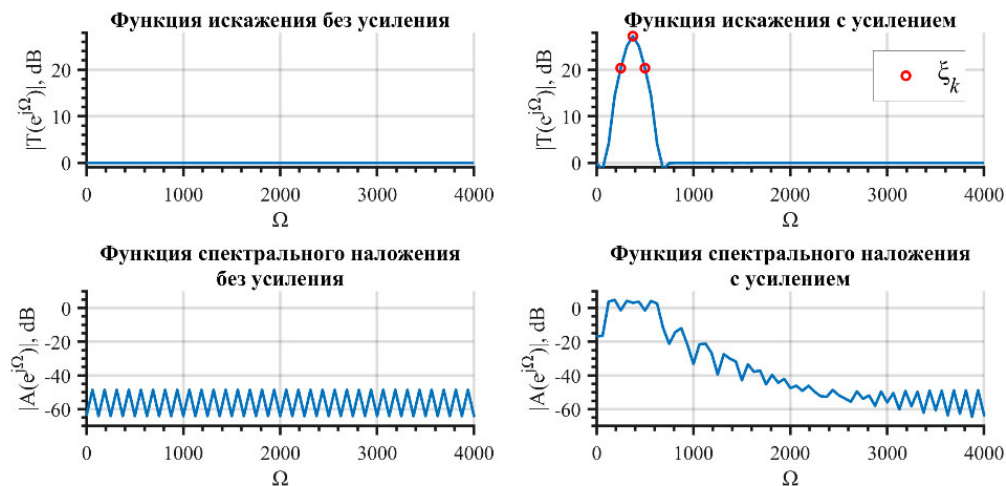 Функция искажения без усиления
|T(e^{jΩ})|, dB
20
10
0
0 1000 2000 3000 4000
Ω
Функция искажения с усилением
|T(e^{jΩ})|, dB
20
10
0
ξ_k
0 1000 2000 3000 4000
Ω
Функция спектрального наложения
без усиления
|A(e^{jΩ})|, dB
0
-20
-40
-60
0 1000 2000 3000 4000
Ω
Функция спектрального наложения
с усилением
|A(e^{jΩ})|, dB
0
-20
-40
-60
0 1000 2000 3000 4000
Ω